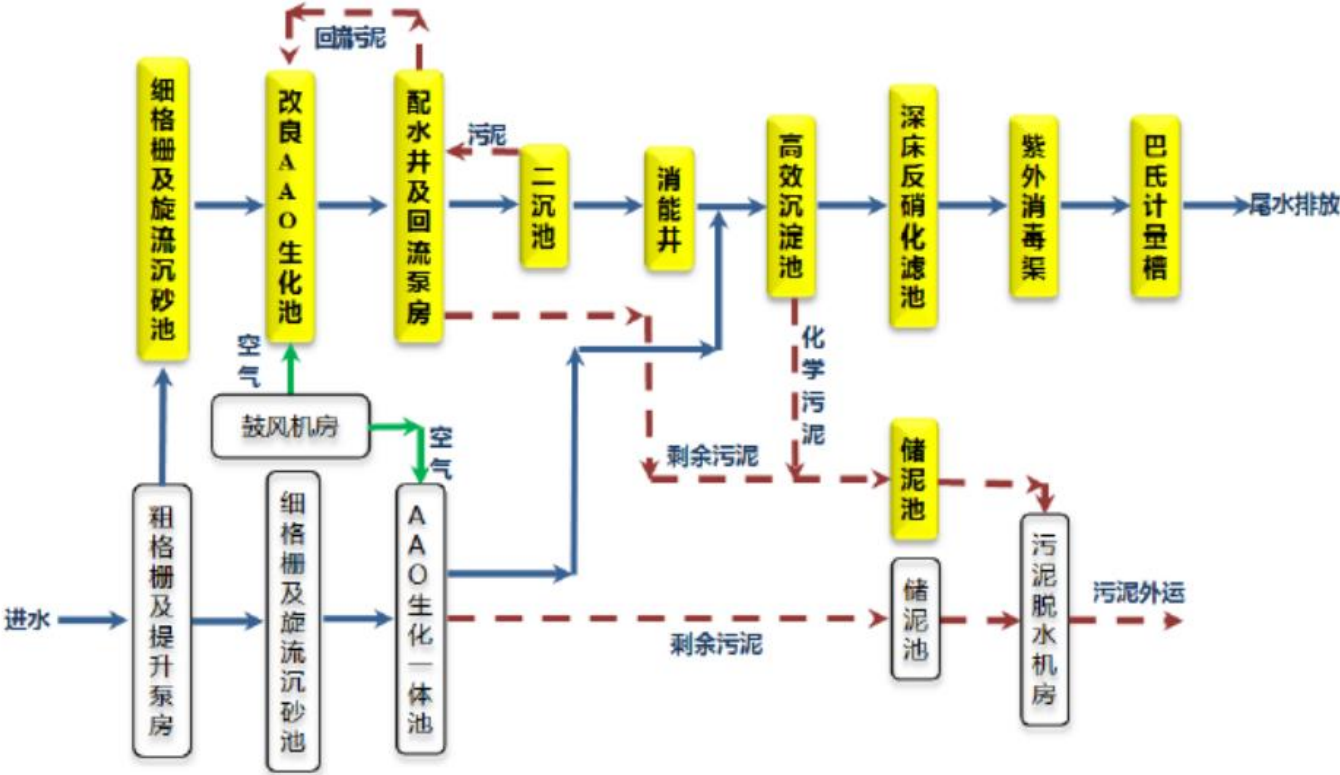 回流污泥
细格栅及旋流沉砂池
改良AAO生化池
配水井及回流泵房
污泥
二沉池
消能井
高效沉淀池
深床反硝化滤池
紫外消毒渠
巴氏计量槽
尾水排放
空气
鼓风机房
空气
化学污泥
剩余污泥
储泥池
进水
粗格栅及提升泵房
细格栅及旋流沉砂池
AAO生化一体池
剩余污泥
储泥池
污泥脱水机房
污泥外运